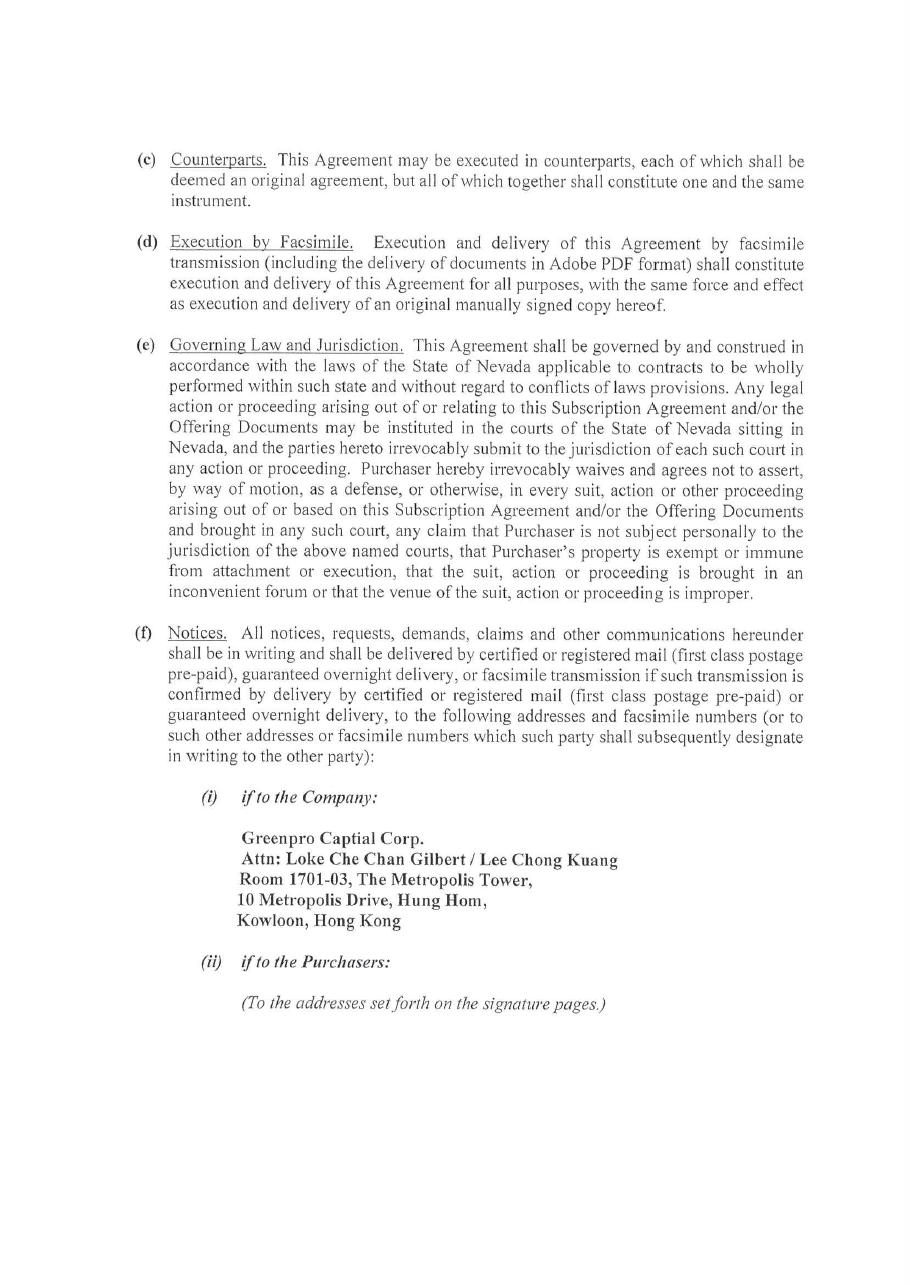 (c) Counterparts. This Agreement may be executed in counterparts, each of which shall be
deemed an original agreement, but all of which together shall constitute one and the same
instrument.
(d) Execution by Facsimile. Execution and delivery of this Agreement by facsimile
transmission (including the delivery of documents in Adobe PDF format) shall constitute
execution and delivery of this Agreement for all purposes, with the same force and effect
as execution and delivery of an original manually signed copy hereof.
(e) Governing Law and Jurisdiction. This Agreement shall be governed by and construed in
accordance with the laws of the State of Nevada applicable to contracts to be wholly
performed within such state and without regard to conflicts of laws provisions. Any legal
action or proceeding arising out of or relating to this Subscription Agreement and/or the
Offering Documents may be instituted in the courts of the State of Nevada sitting in
Nevada, and the parties hereto irrevocably submit to the jurisdiction of each such court in
any action or proceeding. Purchaser hereby irrevocably waives and agrees not to assert,
by way of motion, as a defense, or otherwise, in every suit, action or other proceeding
arising out of or based on this Subscription Agreement and/or the Offering Documents
and brought in any such court, any claim that Purchaser is not subject personally to the
jurisdiction of the above named courts, that Purchaser's property is exempt or immune
from attachment or execution, that the suit, action or proceeding is brought in an
inconvenient forum or that the venue of the suit, action or proceeding is improper.
(f) Notices. All notices, requests, demands, claims and other communications hereunder
shall be in writing and shall be delivered by certified or registered mail (first class postage
pre-paid), guaranteed overnight delivery, or facsimile transmission if such transmission is
confirmed by delivery by certified or registered mail (first class postage pre-paid) or
guaranteed overnight delivery, to the following addresses and facsimile numbers (or to
such other addresses or facsimile numbers which such party shall subsequently designate
in writing to the other party):
(i) if to the Company:
Greenpro Captial Corp.
Attn: Loke Che Chan Gilbert / Lee Chong Kuang
Room 1701-03, The Metropolis Tower,
10 Metropolis Drive, Hung Hom,
Kowloon, Hong Kong
(ii) if to the Purchasers:
(To the addresses set forth on the signature pages.)